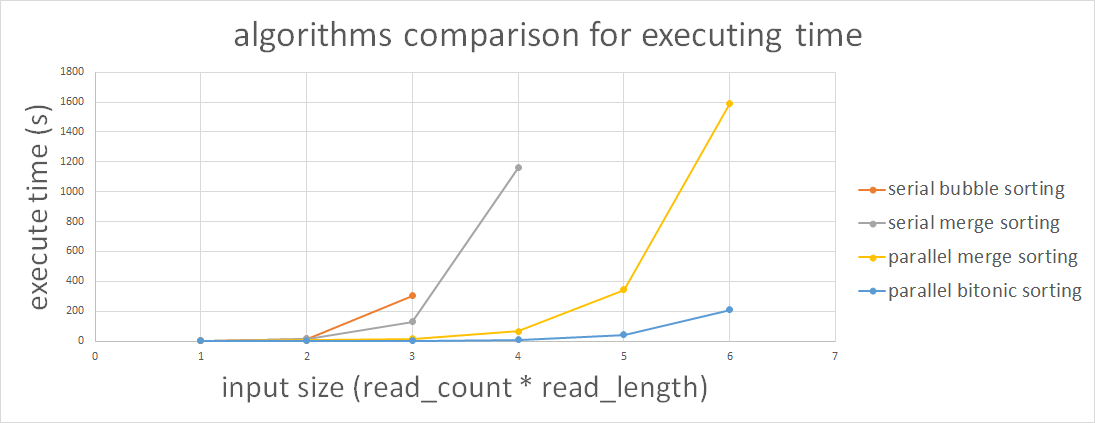 algorithms comparison for executing time
execute time (s)
1800
1600
1400
1200
1000
800
600
400
200
0
0 1 2 3 4 5 6 7
input size (read_count * read_length)
serial bubble sorting
serial merge sorting
parallel merge sorting
parallel bitonic sorting